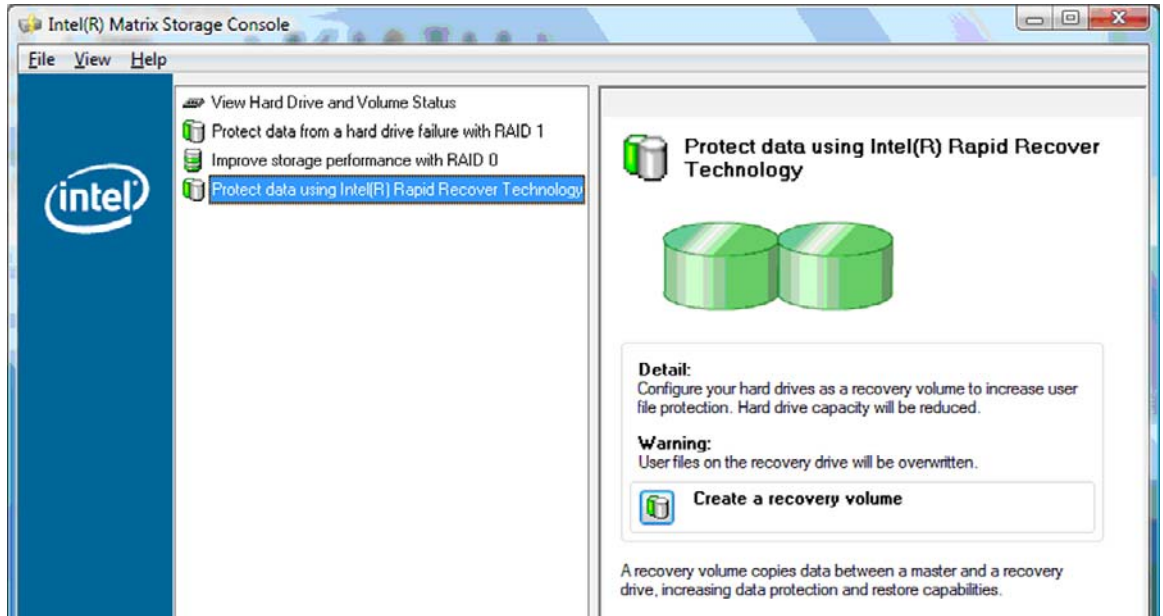 Intel(R) Matrix Storage Console
File View Help
intel
View Hard Drive and Volume Status
Protect data from a hard drive failure with RAID 1
Improve storage performance with RAID 0
Protect data using Intel(R) Rapid Recover Technology
Protect data using Intel(R) Rapid Recover
Technology
Detail:
Configure your hard drives as a recovery volume to increase user
file protection. Hard drive capacity will be reduced.
Warning:
User files on the recovery drive will be overwritten.
Create a recovery volume
A recovery volume copies data between a master and a recovery
drive, increasing data protection and restore capabilities.